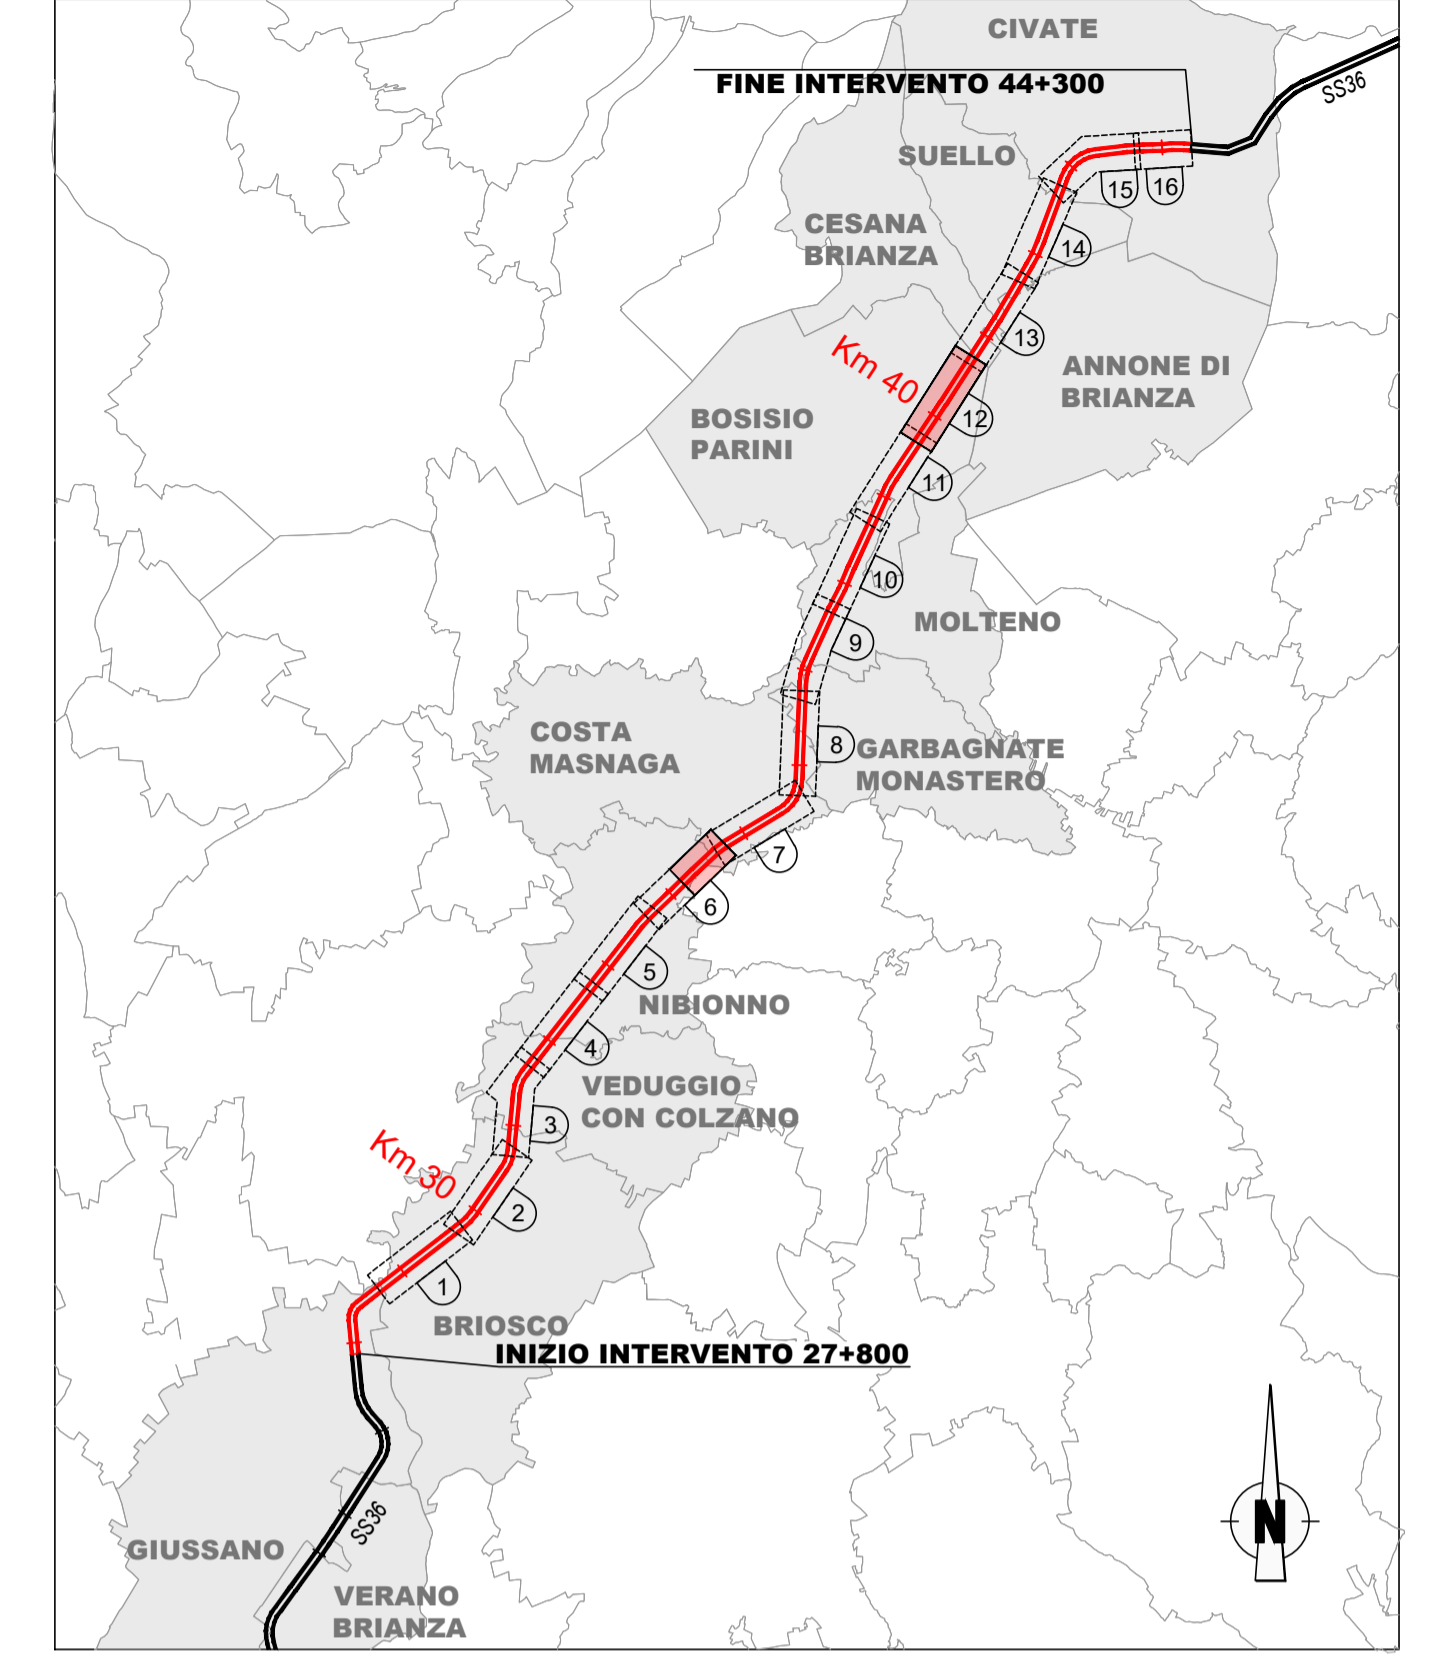 CIVATE
FINE INTERVENTO 44+300
SS36
SUELLO
15
16
CESANA
BRIANZA
14
13
Km 40
ANNONE DI
BRIANZA
BOSISIO
PARINI
12
11
10
MOLTENO
9
COSTA
MASNAGA
8
GARBAGNATE
MONASTERO
7
6
5
NIBIONNO
4
VEDUGGIO
CON COLZANO
3
Km 30
2
1
BRIOSCO
INIZIO INTERVENTO 27+800
SS36
N
GIUSSANO
VERANO
BRIANZA